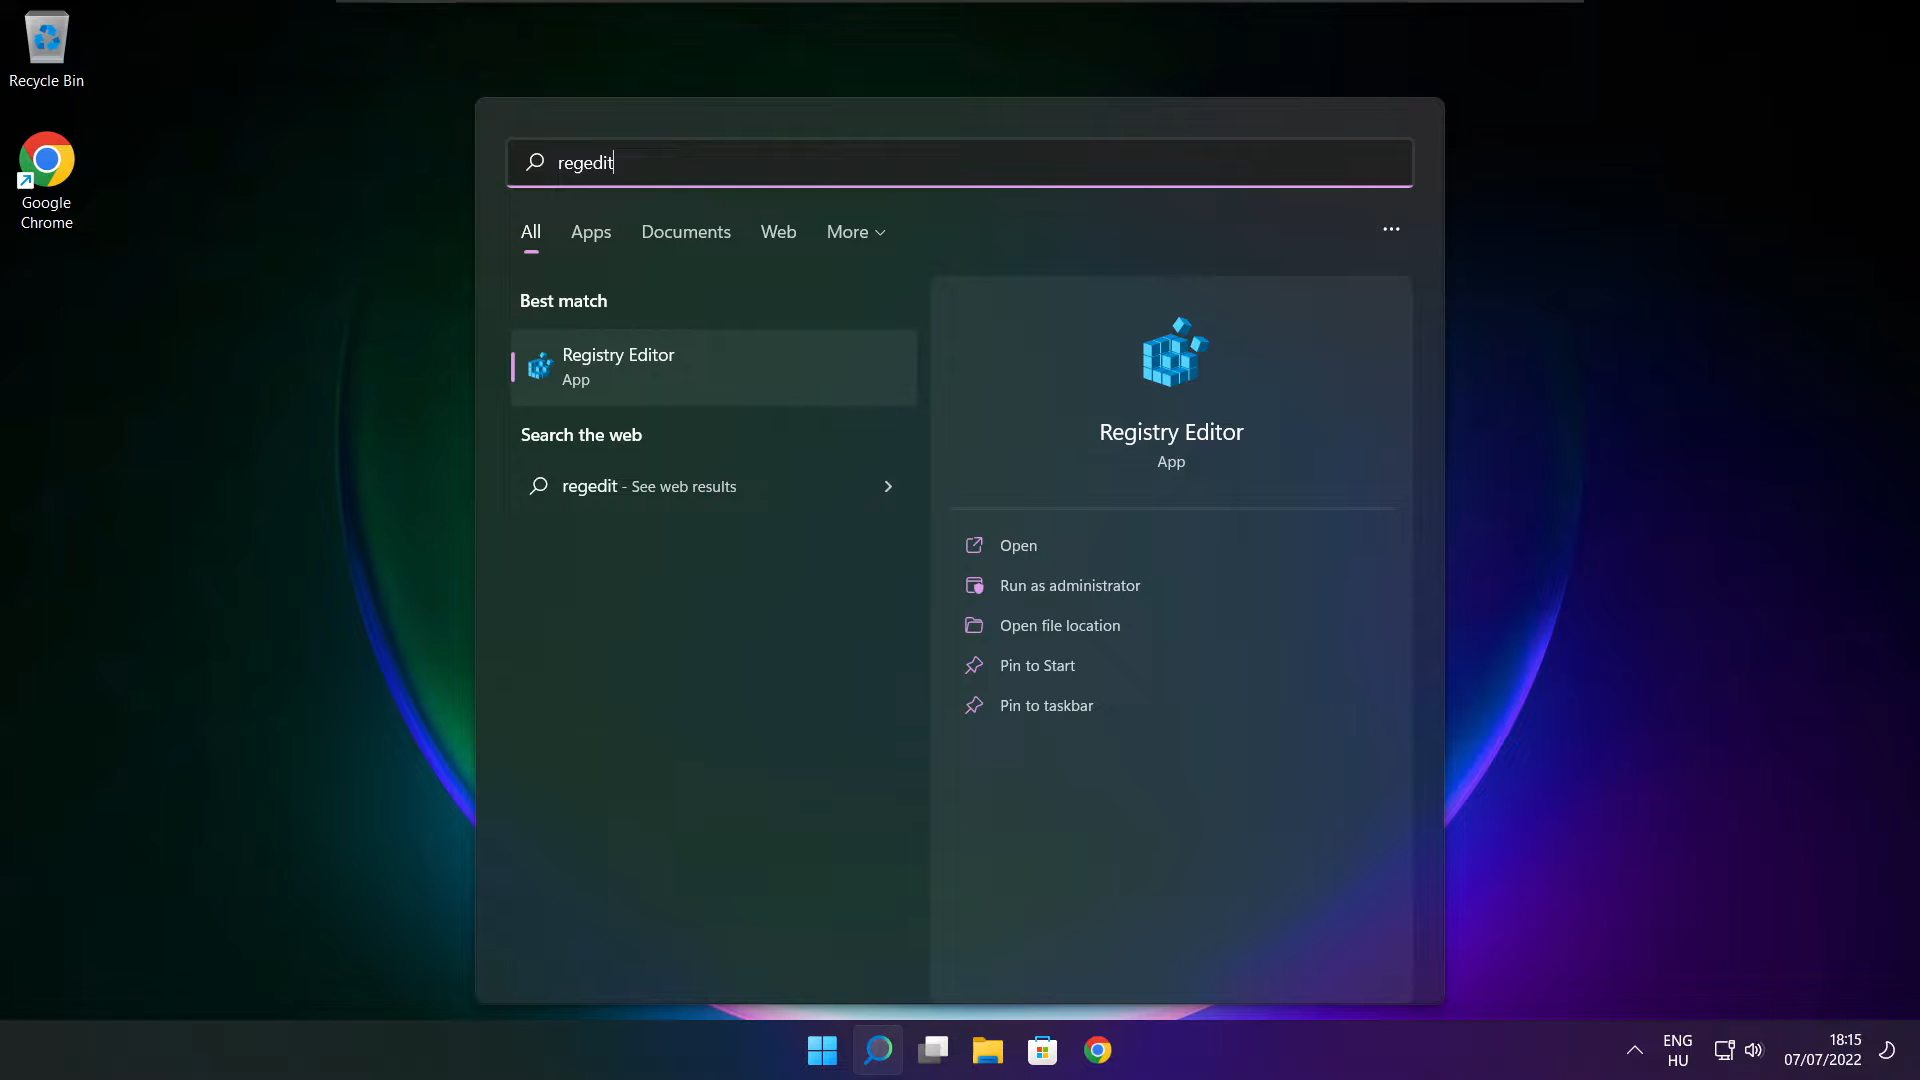 Recycle Bin
Google
Chrome
regedit
All
Apps
Documents
Web
More
Best match
Registry Editor
App
Search the web
regedit - See web results
Registry Editor
App
Open
Run as administrator
Open file location
Pin to Start
Pin to taskbar
ENG
HU
18:15
07/07/2022